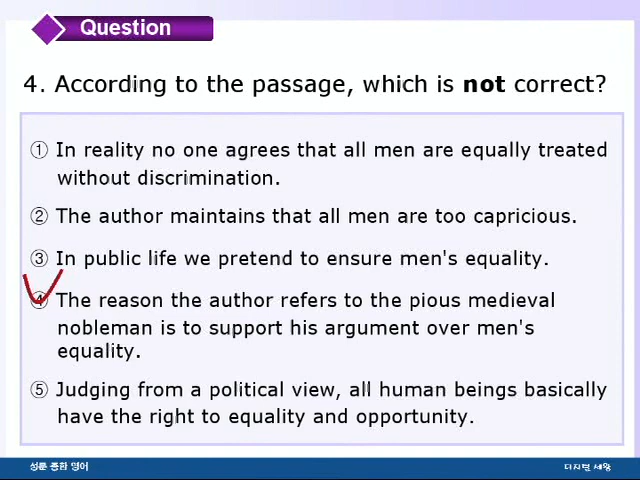 Question
4. According to the passage, which is not correct?
① In reality no one agrees that all men are equally treated
without discrimination.
② The author maintains that all men are too capricious.
③ In public life we pretend to ensure men's equality.
④ The reason the author refers to the pious medieval
nobleman is to support his argument over men's
equality.
⑤ Judging from a political view, all human beings basically
have the right to equality and opportunity.
성문 종합 영어
디지털 세왕